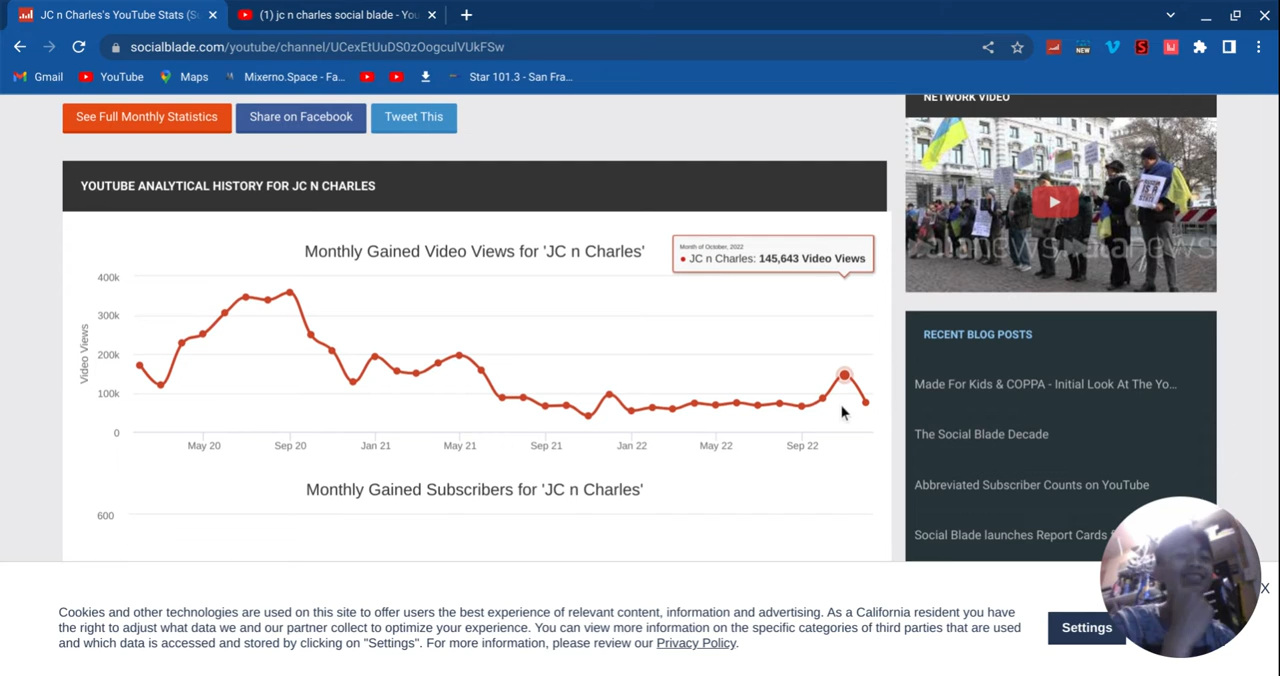 JC n Charles's YouTube Stats (Su
(1) jc n charles social blade - You
socialblade.com/youtube/channel/UCexEtUuDS0zOogculVUkFSw
NEW
Gmail
YouTube
Maps
Mixerno.Space - Fa...
Star 101.3 - San Fra...
See Full Monthly Statistics
Share on Facebook
Tweet This
NETWORK VIDEO
YOUTUBE ANALYTICAL HISTORY FOR JC N CHARLES
Monthly Gained Video Views for 'JC n Charles'
Month of October, 2022
JC n Charles: 145,643 Video Views
Video Views
400k
300k
200k
100k
0
May 20
Sep 20
Jan 21
May 21
Sep 21
Jan 22
May 22
Sep 22
Monthly Gained Subscribers for 'JC n Charles'
600
RECENT BLOG POSTS
Made For Kids & COPPA - Initial Look At The Yo...
The Social Blade Decade
Abbreviated Subscriber Counts on YouTube
Social Blade launches Report Cards
Cookies and other technologies are used on this site to offer users the best experience of relevant content, information and advertising. As a California resident you have
the right to adjust what data we and our partner collect to optimize your experience. You can view more information on the specific categories of third parties that are used
and which data is accessed and stored by clicking on "Settings". For more information, please review our Privacy Policy.
Settings
X